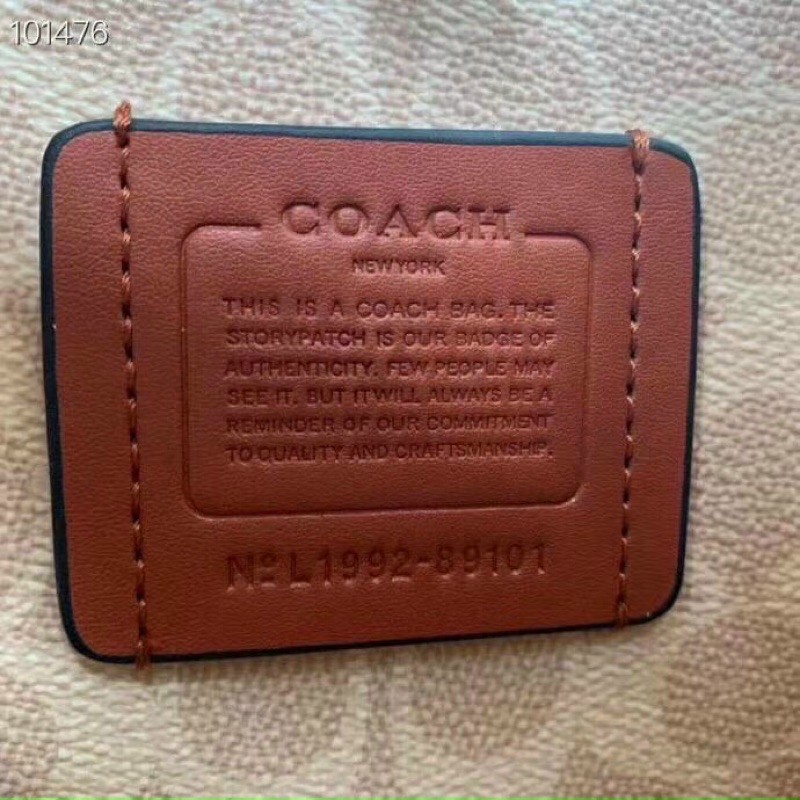 101476
COACH
NEW YORK
THIS IS A COACH BAG. THE
STORYPATCH IS OUR BADGE OF
AUTHENTICITY. FEW PEOPLE MAY
SEE IT. BUT IT WILL ALWAYS BE A
REMINDER OF OUR COMMITMENT
TO QUALITY AND CRAFTSMANSHIP.
Nº L1992-89101